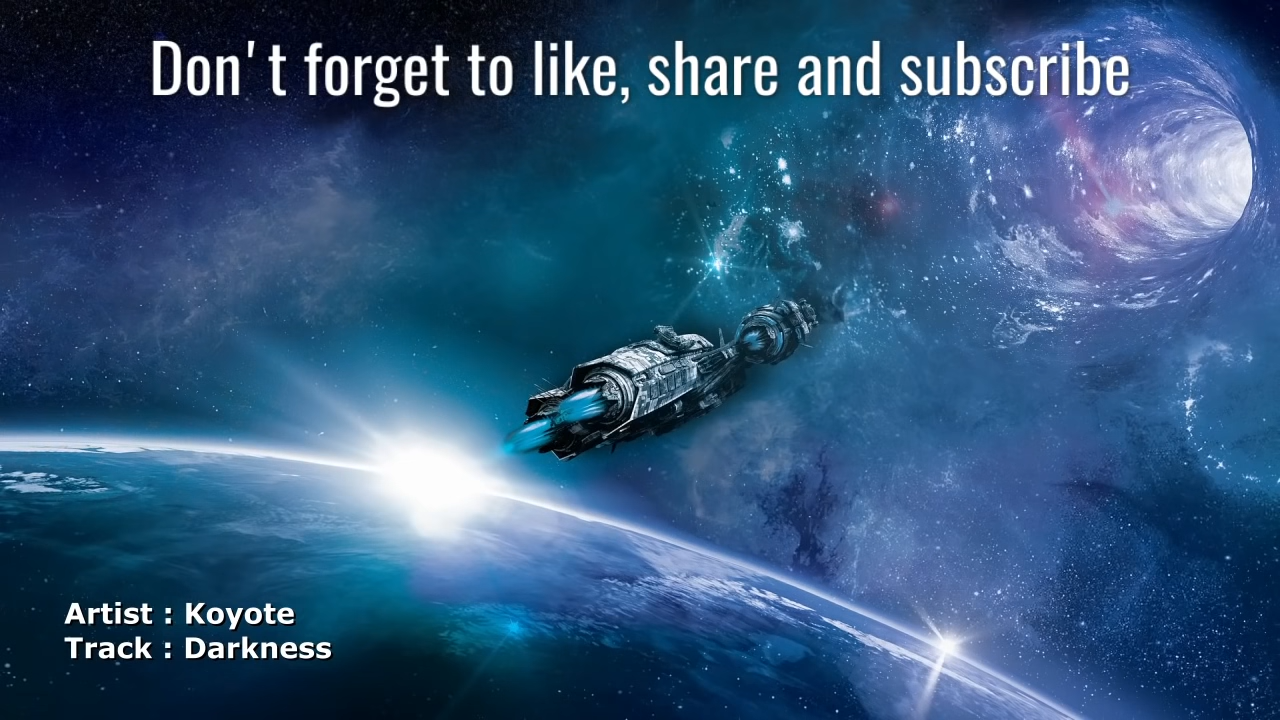 Don't forget to like, share and subscribe
Artist : Koyote
Track : Darkness